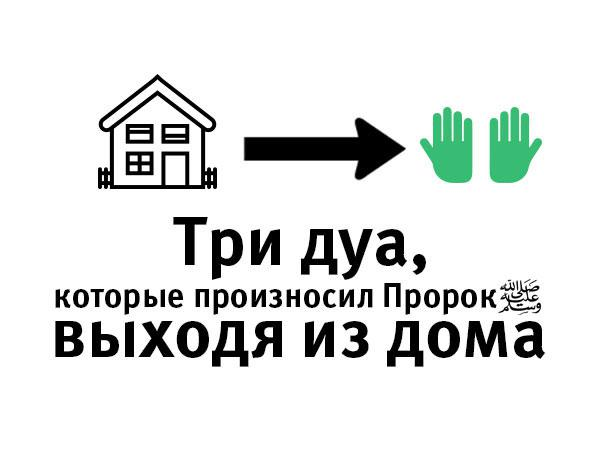 Три дуа,
которые произносил Пророк ﷺ
выходя из дома